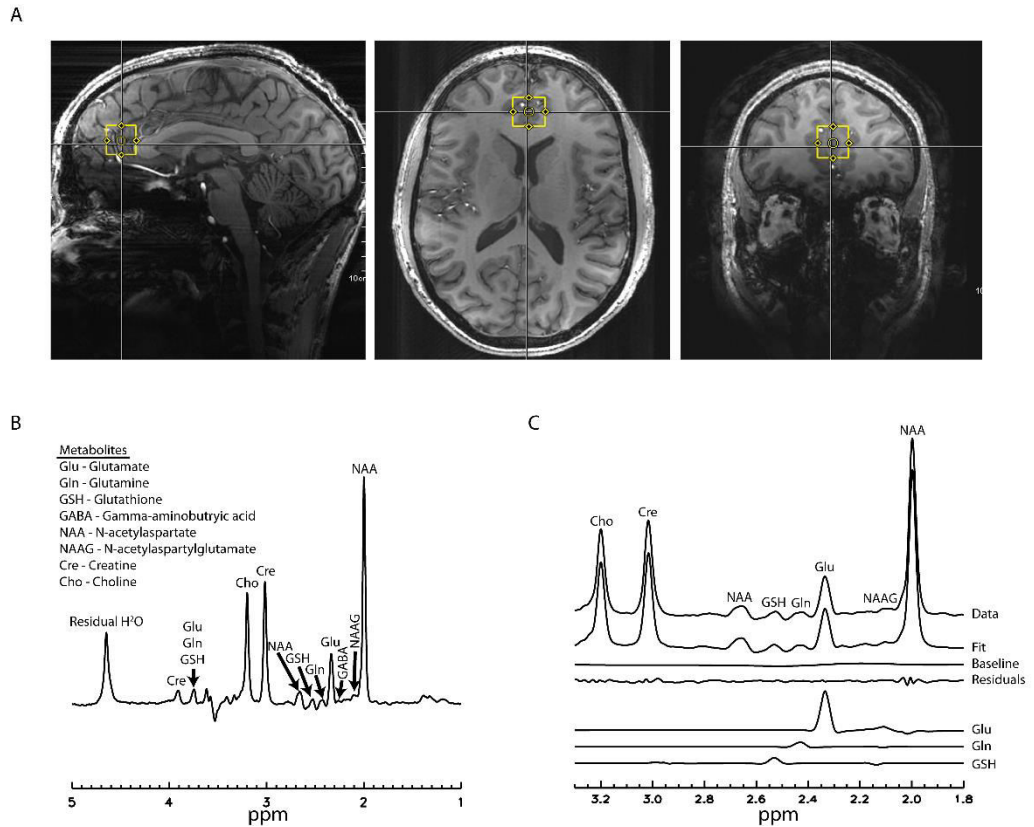 A
10cm
10
B
Metabolites
Glu - Glutamate
Gln - Glutamine
GSH - Glutathione
GABA - Gamma-aminobutryic acid
NAA - N-acetylaspartate
NAAG - N-acetylaspartylglutamate
Cre - Creatine
Cho - Choline
Residual H²O
Glu
Gln
GSH
Cre
Cho
Cre
NAA
GSH
Gln
Glu
GABA
NAAG
NAA
5 4 3 2 1
ppm
C
Cho
Cre
NAA
GSH
Gln
Glu
NAAG
NAA
Data
Fit
Baseline
Residuals
Glu
Gln
GSH
3.2 3.0 2.8 2.6 2.4 2.2 2.0 1.8
ppm